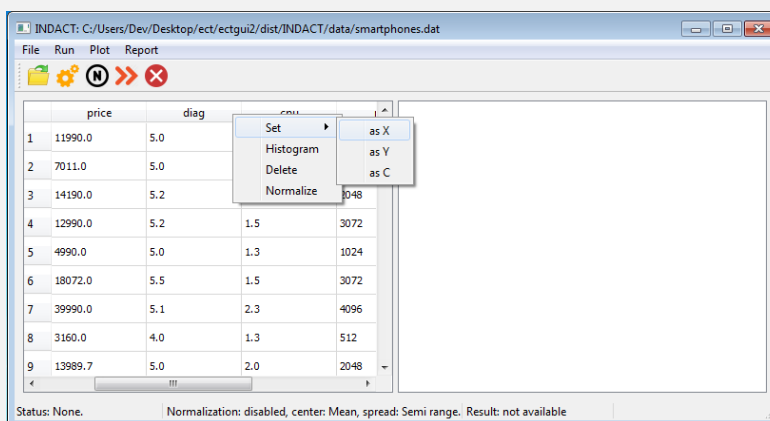 INDACT: C:/Users/Dev/Desktop/ect/ectgui2/dist/INDACT/data/smartphones.dat
File Run Plot Report
N
price diag
Set as X
1 11990.0 5.0
Histogram as Y
2 7011.0 5.0
Delete as C
3 14190.0 5.2 2048
Normalize
4 12990.0 5.2 1.5 3072
5 4990.0 5.0 1.3 1024
6 18072.0 5.5 1.5 3072
7 39990.0 5.1 2.3 4096
8 3160.0 4.0 1.3 512
9 13989.7 5.0 2.0 2048
Status: None. Normalization: disabled, center: Mean, spread: Semi range. Result: not available